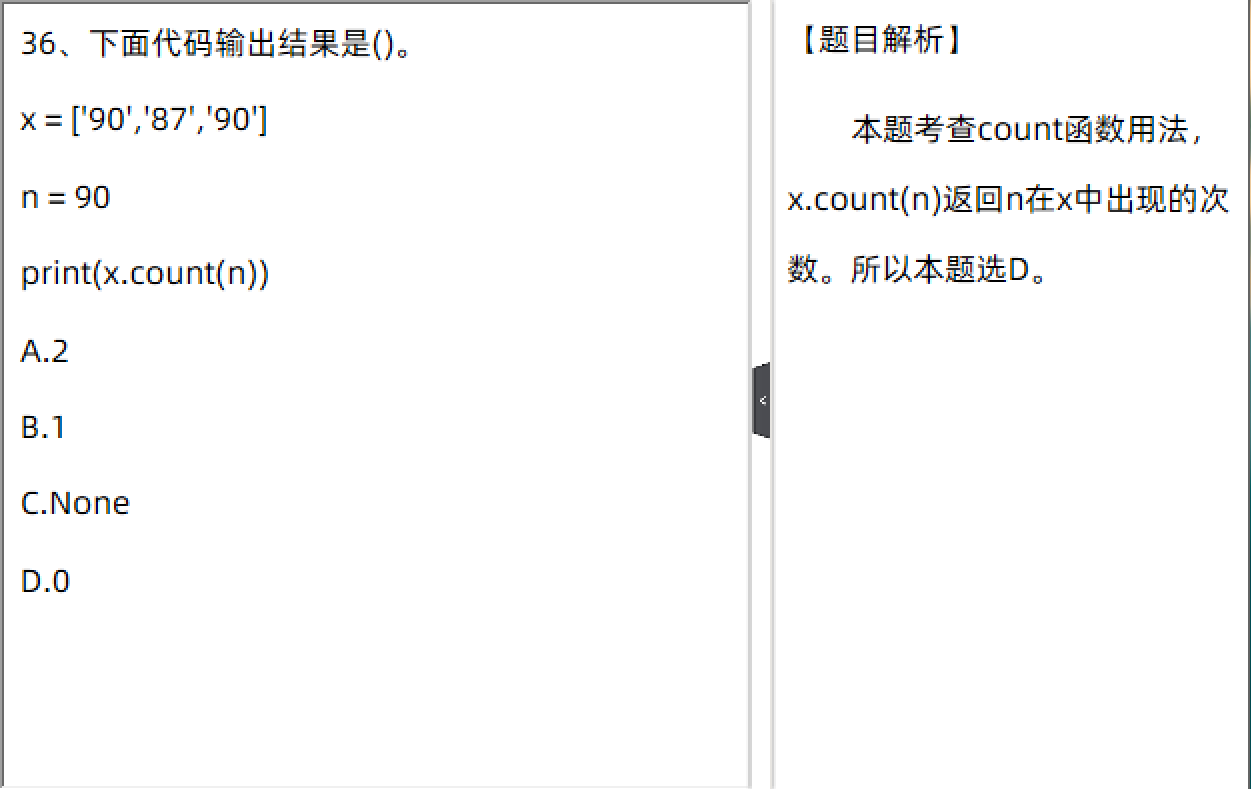 36、下面代码输出结果是()。
x = ['90','87','90']
n = 90
print(x.count(n))
A.2
B.1
C.None
D.0
【题目解析】
本题考查count函数用法，
x.count(n)返回n在x中出现的次
数。所以本题选D。